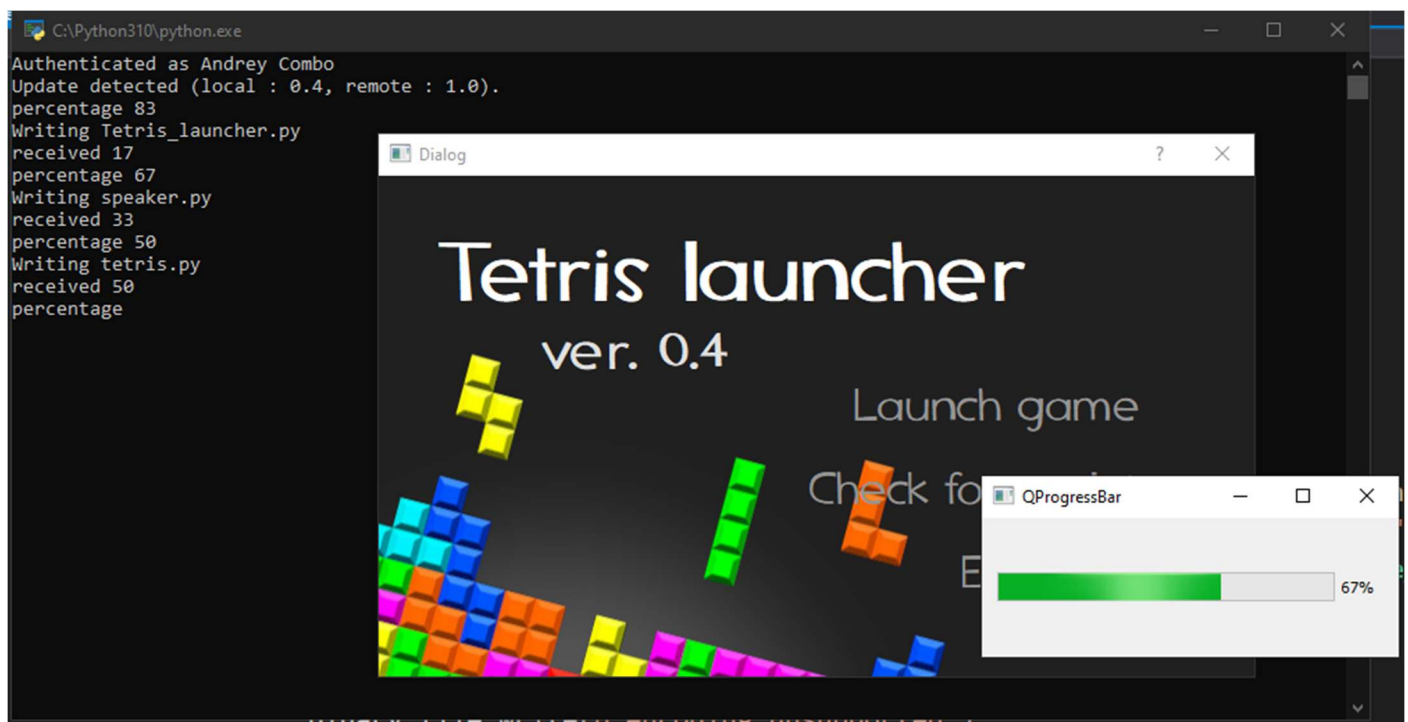 C:\Python310\python.exe
Authenticated as Andrey Combo
Update detected (local : 0.4, remote : 1.0).
percentage 83
Writing Tetris_launcher.py
received 17
percentage 67
Writing speaker.py
received 33
percentage 50
Writing tetris.py
received 50
percentage
Dialog
?
Tetris launcher
ver. 0.4
Launch game
Check
QProgressBar
67%